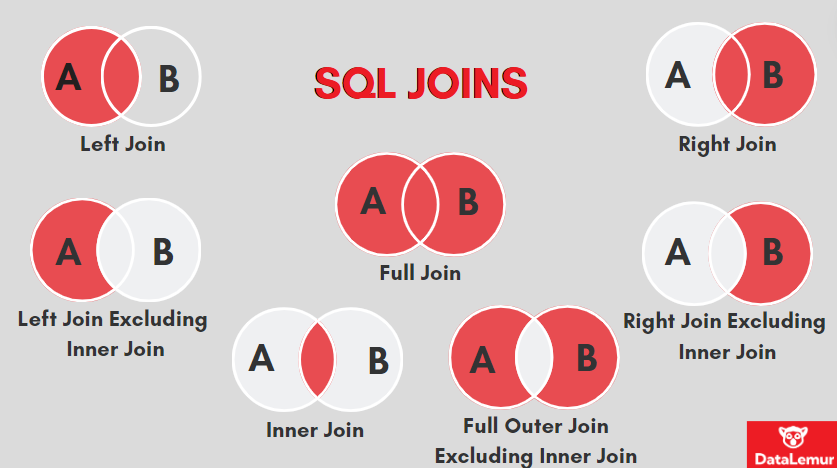 SQL JOINS
A
B
Left Join
A
B
Right Join
A
B
Full Join
A
B
Left Join Excluding
Inner Join
A
B
Right Join Excluding
Inner Join
A
B
Inner Join
A
B
Full Outer Join
Excluding Inner Join
DataLemur